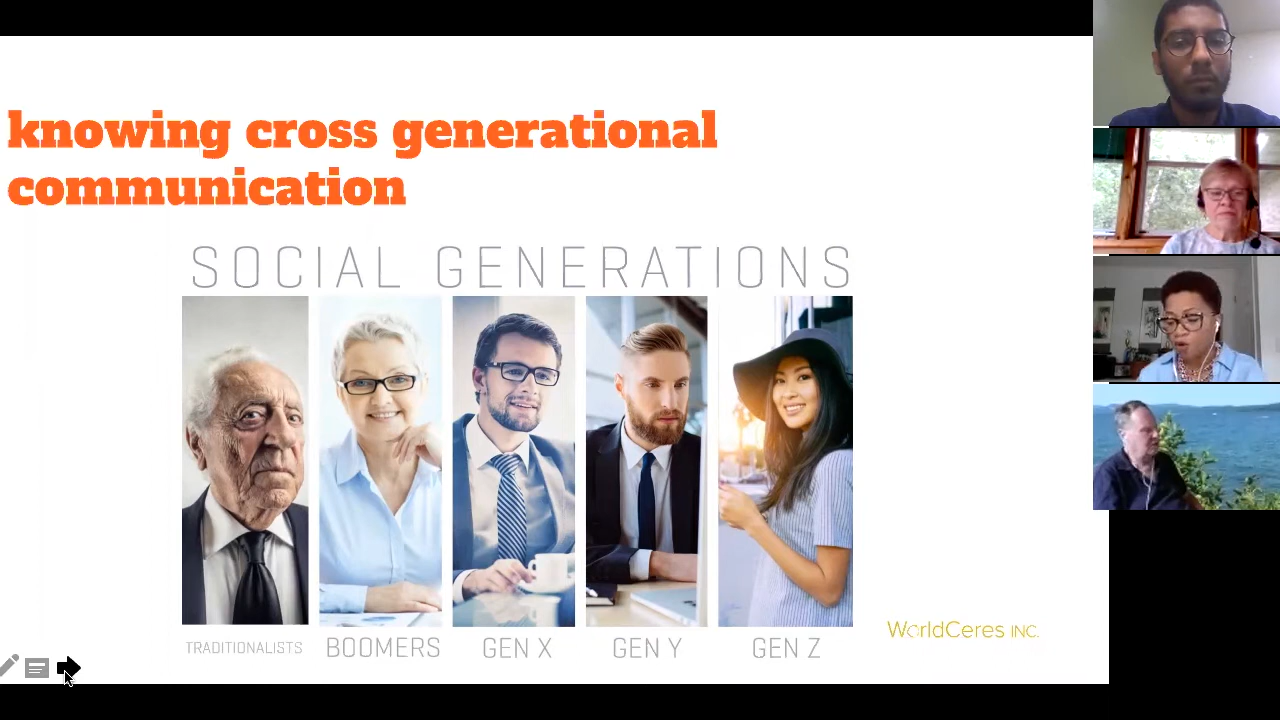 knowing cross generational
communication
SOCIAL GENERATIONS
TRADITIONALISTS BOOMERS GEN X GEN Y GEN Z
WorldCeres INC.